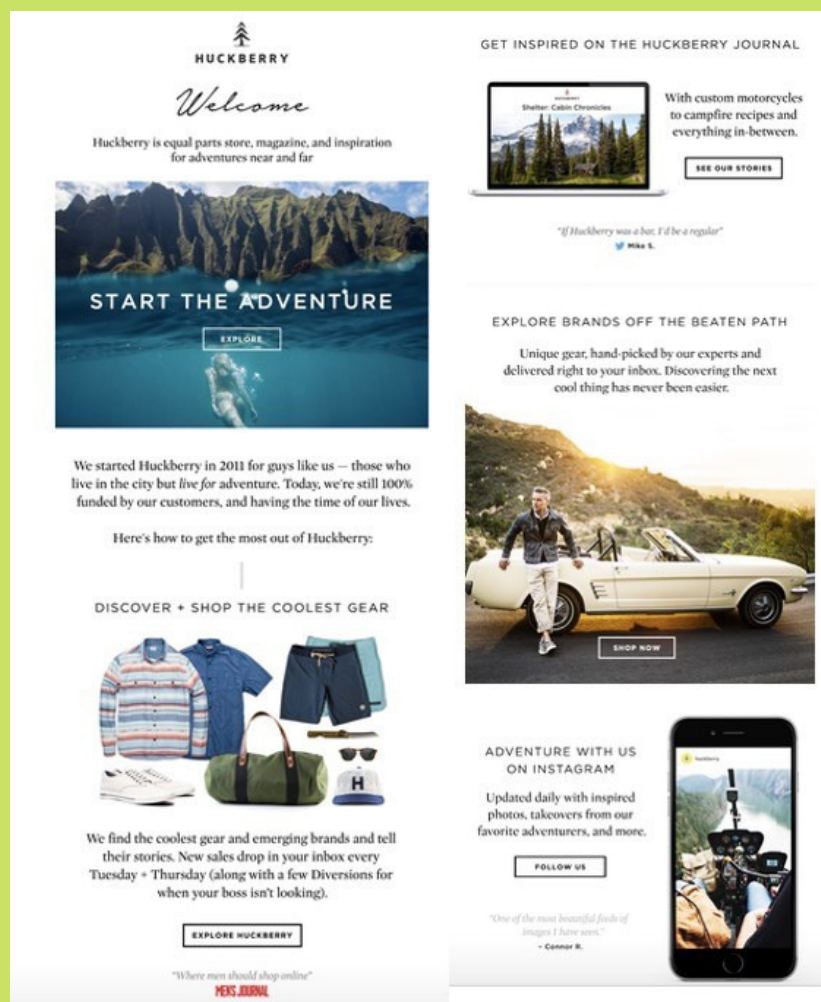 HUCKBERRY
Welcome
Huckberry is equal parts store, magazine, and inspiration
for adventures near and far
START THE ADVENTURE
EXPLORE
We started Huckberry in 2011 for guys like us — those who
live in the city but live for adventure. Today, we're still 100%
funded by our customers, and having the time of our lives.
Here's how to get the most out of Huckberry:
DISCOVER + SHOP THE COOLEST GEAR
H
We find the coolest gear and emerging brands and tell
their stories. New sales drop in your inbox every
Tuesday + Thursday (along with a few Diversions for
when your boss isn't looking).
EXPLORE HUCKBERRY
"Where men should shop online"
MEN'S JOURNAL
GET INSPIRED ON THE HUCKBERRY JOURNAL
HUCKBERRY
Shelter: Cabin Chronicles
With custom motorcycles
to campfire recipes and
everything in-between.
SEE OUR STORIES
"If Huckberry was a bar, I'd be a regular"
Mike S.
EXPLORE BRANDS OFF THE BEATEN PATH
Unique gear, hand-picked by our experts and
delivered right to your inbox. Discovering the next
cool thing has never been easier.
SHOP NOW
ADVENTURE WITH US
ON INSTAGRAM
Updated daily with inspired
photos, takeovers from our
favorite adventurers, and more.
FOLLOW US
"One of the most beautiful feeds of
images I have seen."
- Connor R.
huckberry